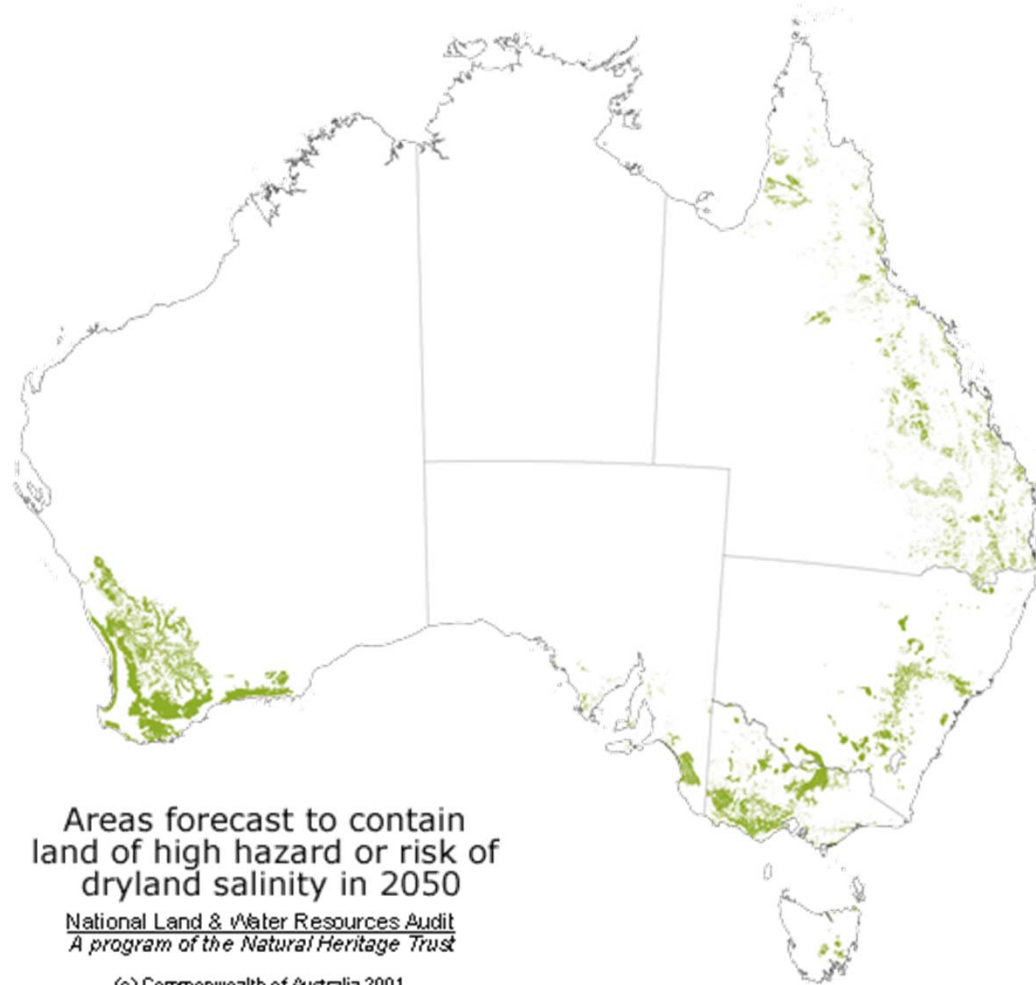 Areas forecast to contain
land of high hazard or risk of
dryland salinity in 2050
National Land & Water Resources Audit
A program of the Natural Heritage Trust
(c) Commonwealth of Australia 2001